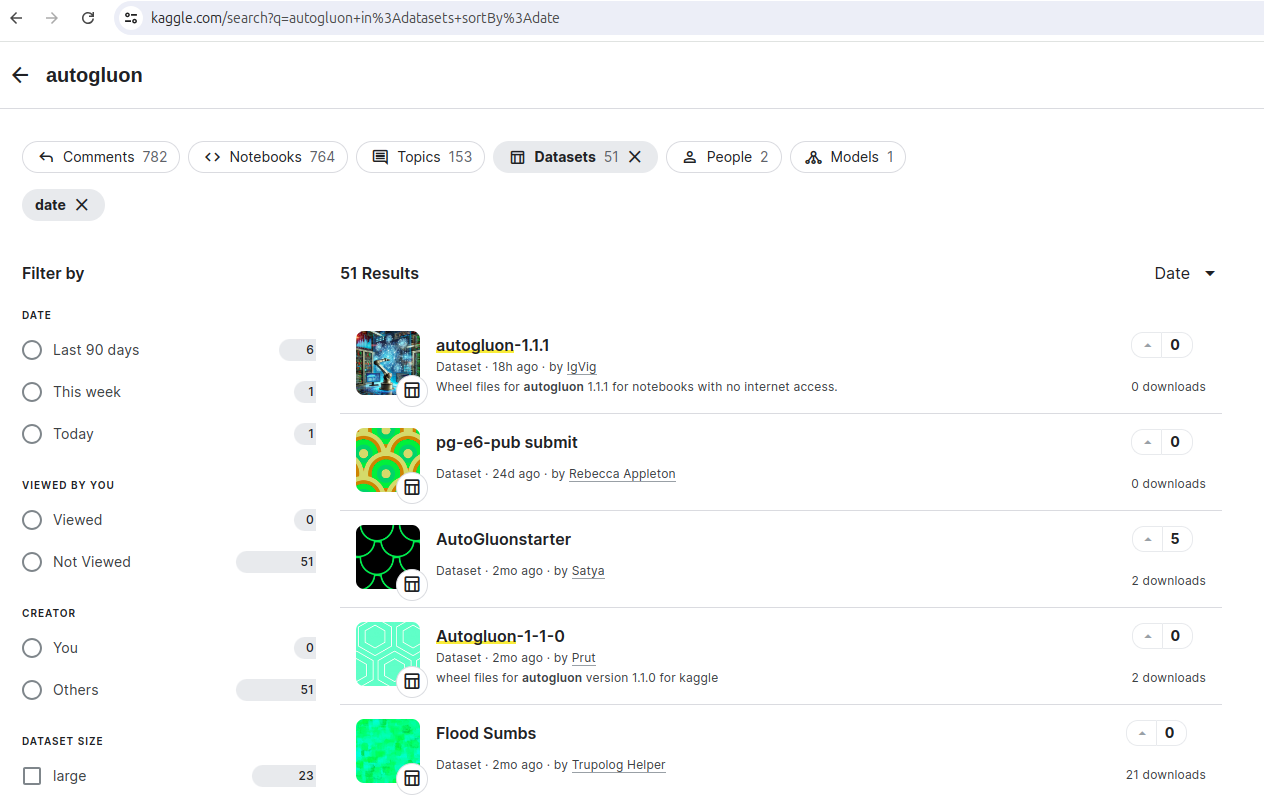 kaggle.com/search?q=autogluon+in%3Adatasets+sortBy%3Adate
autogluon
Comments 782 Notebooks 764 Topics 153 Datasets 51 People 2 Models 1
date
Filter by
51 Results
Date
DATE
Last 90 days 6
This week 1
Today 1
VIEWED BY YOU
Viewed 0
Not Viewed 51
CREATOR
You 0
Others 51
DATASET SIZE
large 23
autogluon-1.1.1
0
Dataset · 18h ago · by IgVig
Wheel files for autogluon 1.1.1 for notebooks with no internet access.
0 downloads
pg-e6-pub submit
0
Dataset · 24d ago · by Rebecca Appleton
0 downloads
AutoGluonstarter
5
Dataset · 2mo ago · by Satya
2 downloads
Autogluon-1-1-0
0
Dataset · 2mo ago · by Prut
wheel files for autogluon version 1.1.0 for kaggle
2 downloads
Flood Sumbs
0
Dataset · 2mo ago · by Trupolog Helper
21 downloads